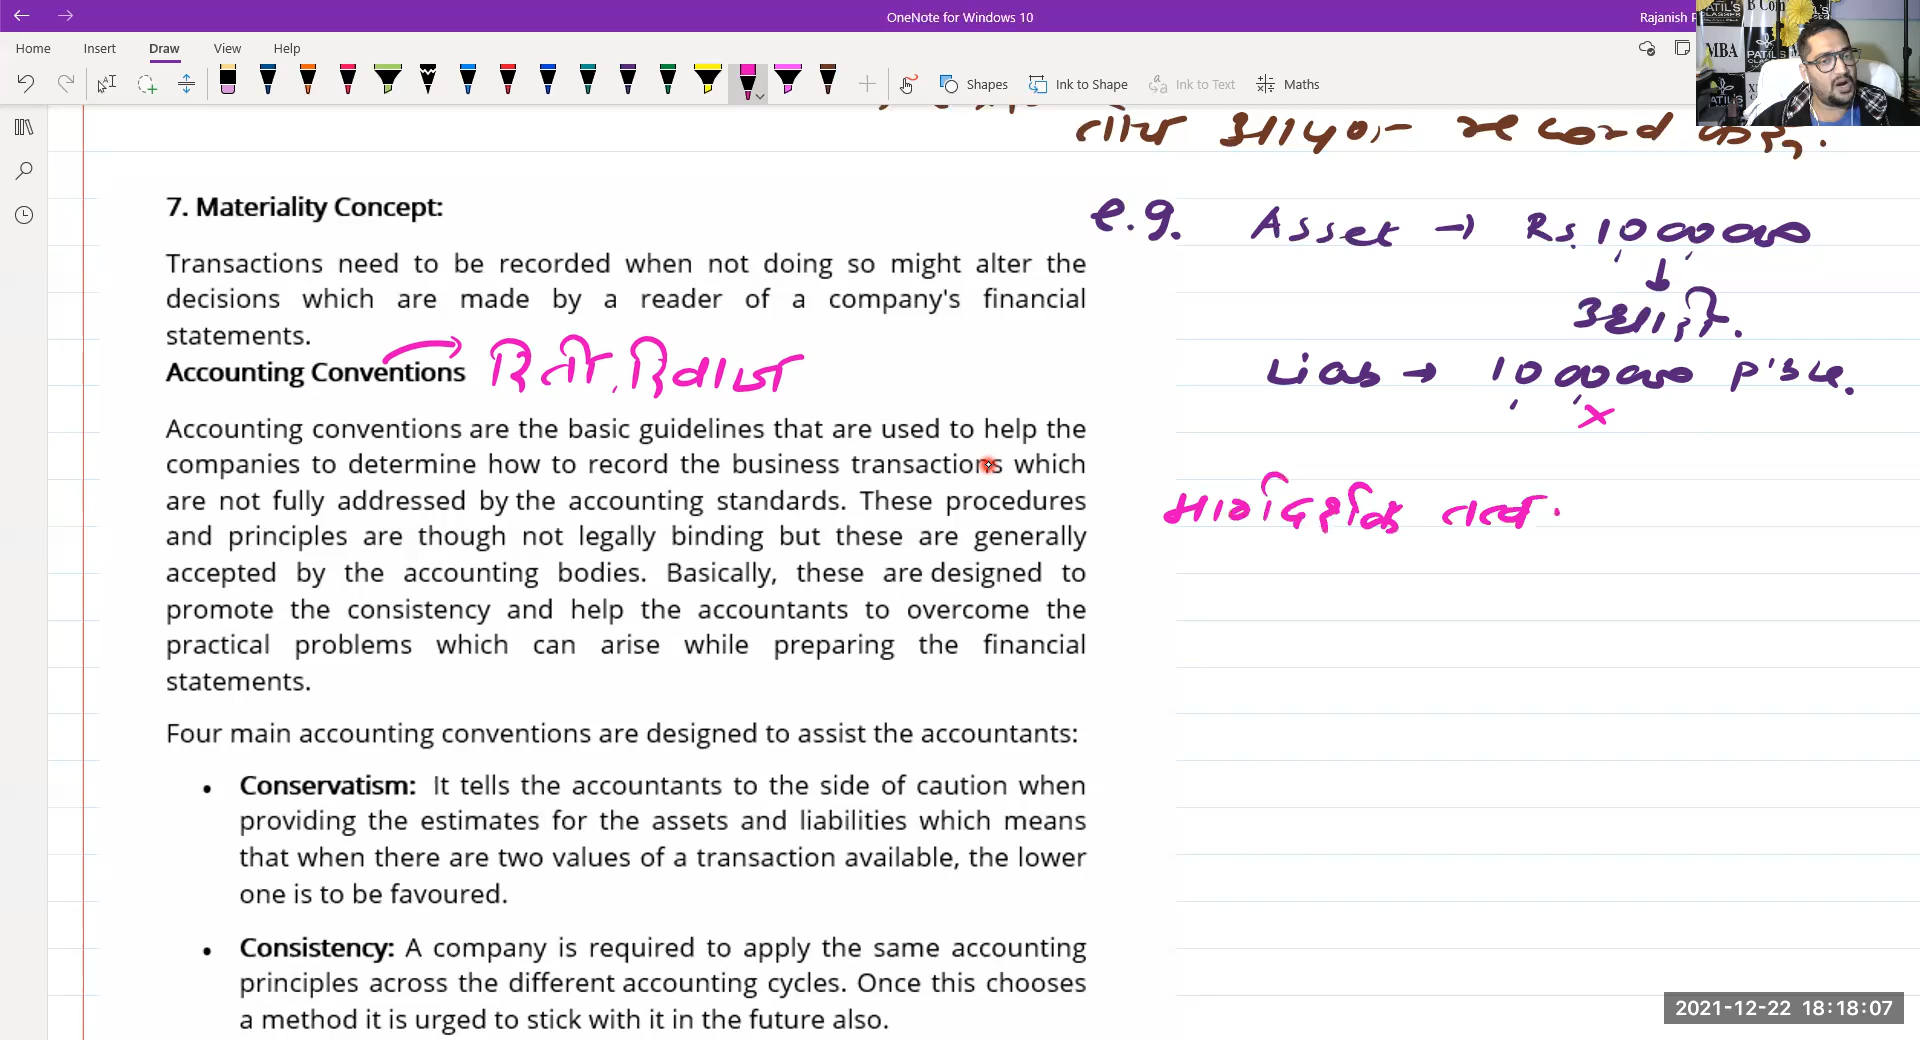 OneNote for Windows 10
Rajanish P
Home Insert Draw View Help
Shapes Ink to Shape Ink to Text Maths
B Com
MBA
record
7. Materiality Concept:
e.g. Asset → Rs. 1000000
Transactions need to be recorded when not doing so might alter the
decisions which are made by a reader of a company's financial
statements.
Accounting Conventions रिती, रिवाज
Liab → 1000000
Accounting conventions are the basic guidelines that are used to help the
companies to determine how to record the business transactions which
are not fully addressed by the accounting standards. These procedures
मार्गदर्शक तत्व.
and principles are though not legally binding but these are generally
accepted by the accounting bodies. Basically, these are designed to
promote the consistency and help the accountants to overcome the
practical problems which can arise while preparing the financial
statements.
Four main accounting conventions are designed to assist the accountants:
• Conservatism: It tells the accountants to the side of caution when
providing the estimates for the assets and liabilities which means
that when there are two values of a transaction available, the lower
one is to be favoured.
• Consistency: A company is required to apply the same accounting
principles across the different accounting cycles. Once this chooses
a method it is urged to stick with it in the future also.
2021-12-22 18:18:07